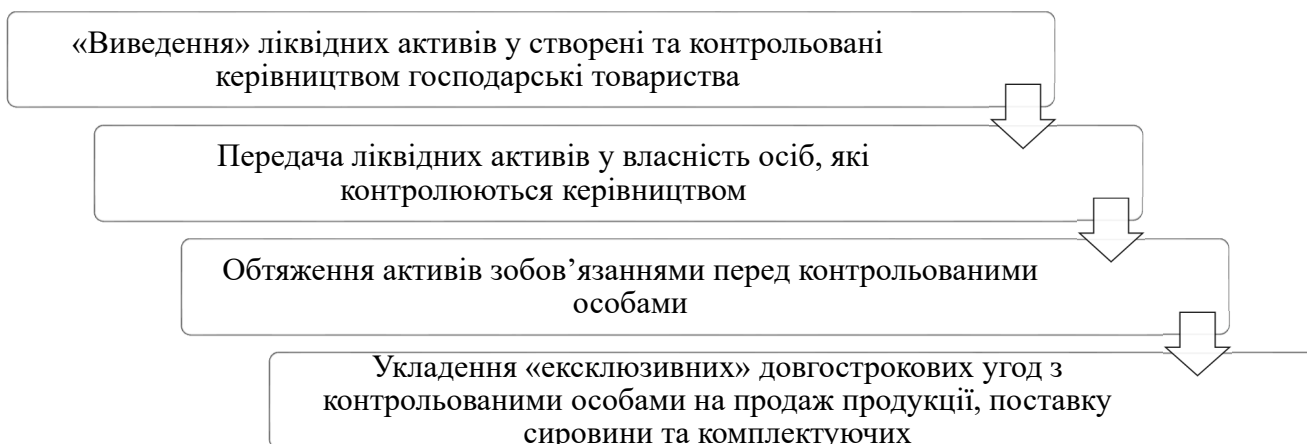 «Виведення» ліквідних активів у створені та контрольовані
керівництвом господарські товариства
Передача ліквідних активів у власність осіб, які
контролюються керівництвом
Обтяження активів зобов’язаннями перед контрольованими
особами
Укладення «ексклюзивних» довгострокових угод з
контрольованими особами на продаж продукції, поставку
сировини та комплектуючих